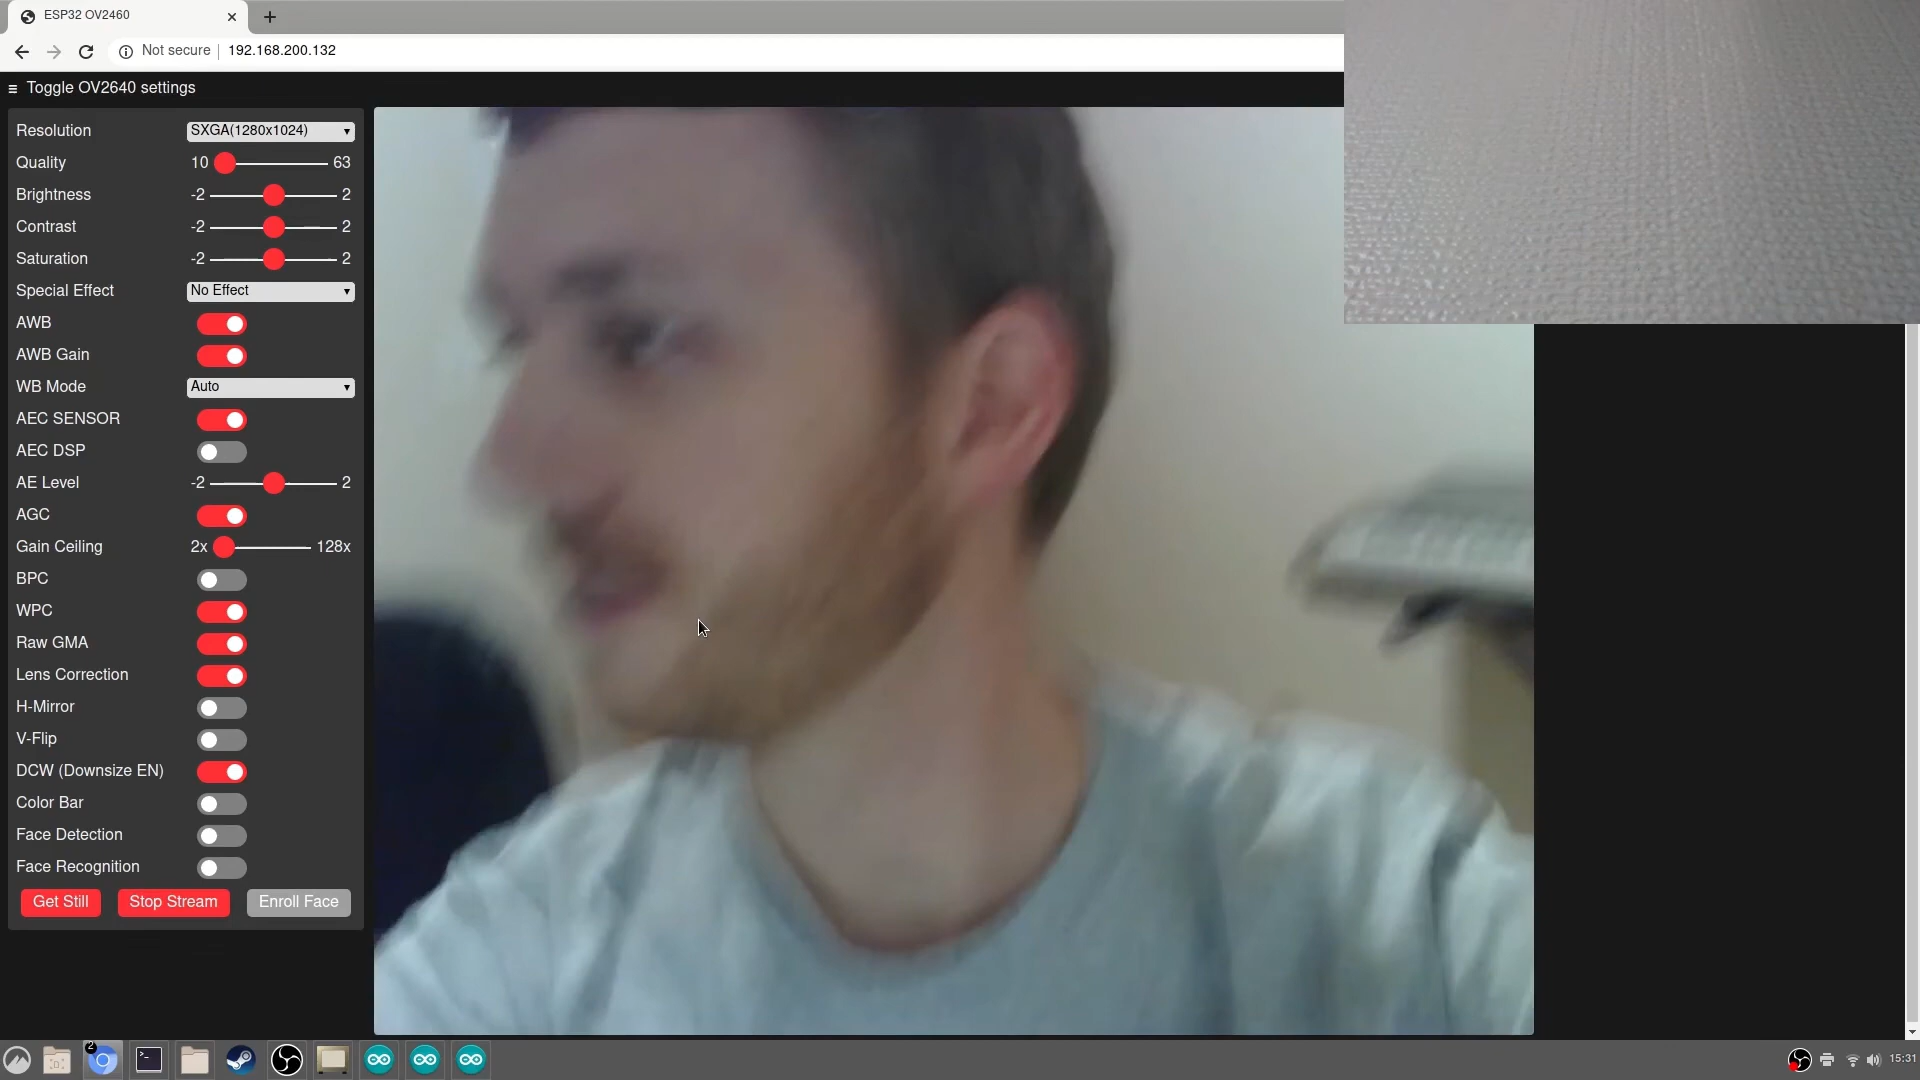 ESP32 OV2460
Not secure 192.168.200.132
Toggle OV2640 settings
Resolution SXGA(1280x1024)
Quality 10 63
Brightness -2 2
Contrast -2 2
Saturation -2 2
Special Effect No Effect
AWB
AWB Gain
WB Mode Auto
AEC SENSOR
AEC DSP
AE Level -2 2
AGC
Gain Ceiling 2x 128x
BPC
WPC
Raw GMA
Lens Correction
H-Mirror
V-Flip
DCW (Downsize EN)
Color Bar
Face Detection
Face Recognition
Get Still Stop Stream Enroll Face
2
15:31